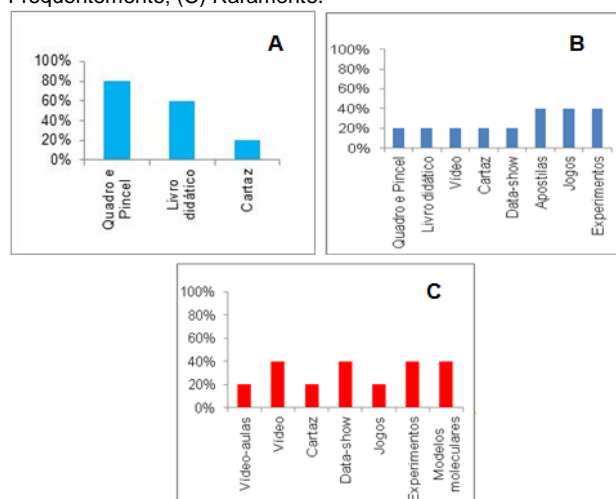 Frequentemente, (C) Raramente.
A
100%
80%
60%
40%
20%
0%
Quadro e
Pincel
Livro
didático
Cartaz
B
100%
80%
60%
40%
20%
0%
Quadro e Pincel
Livro didático
Vídeo
Cartaz
Data-show
Apostilas
Jogos
Experimentos
C
100%
80%
60%
40%
20%
0%
Vídeo-aulas
Vídeo
Cartaz
Data-show
Jogos
Experimentos
Modelos
moleculares